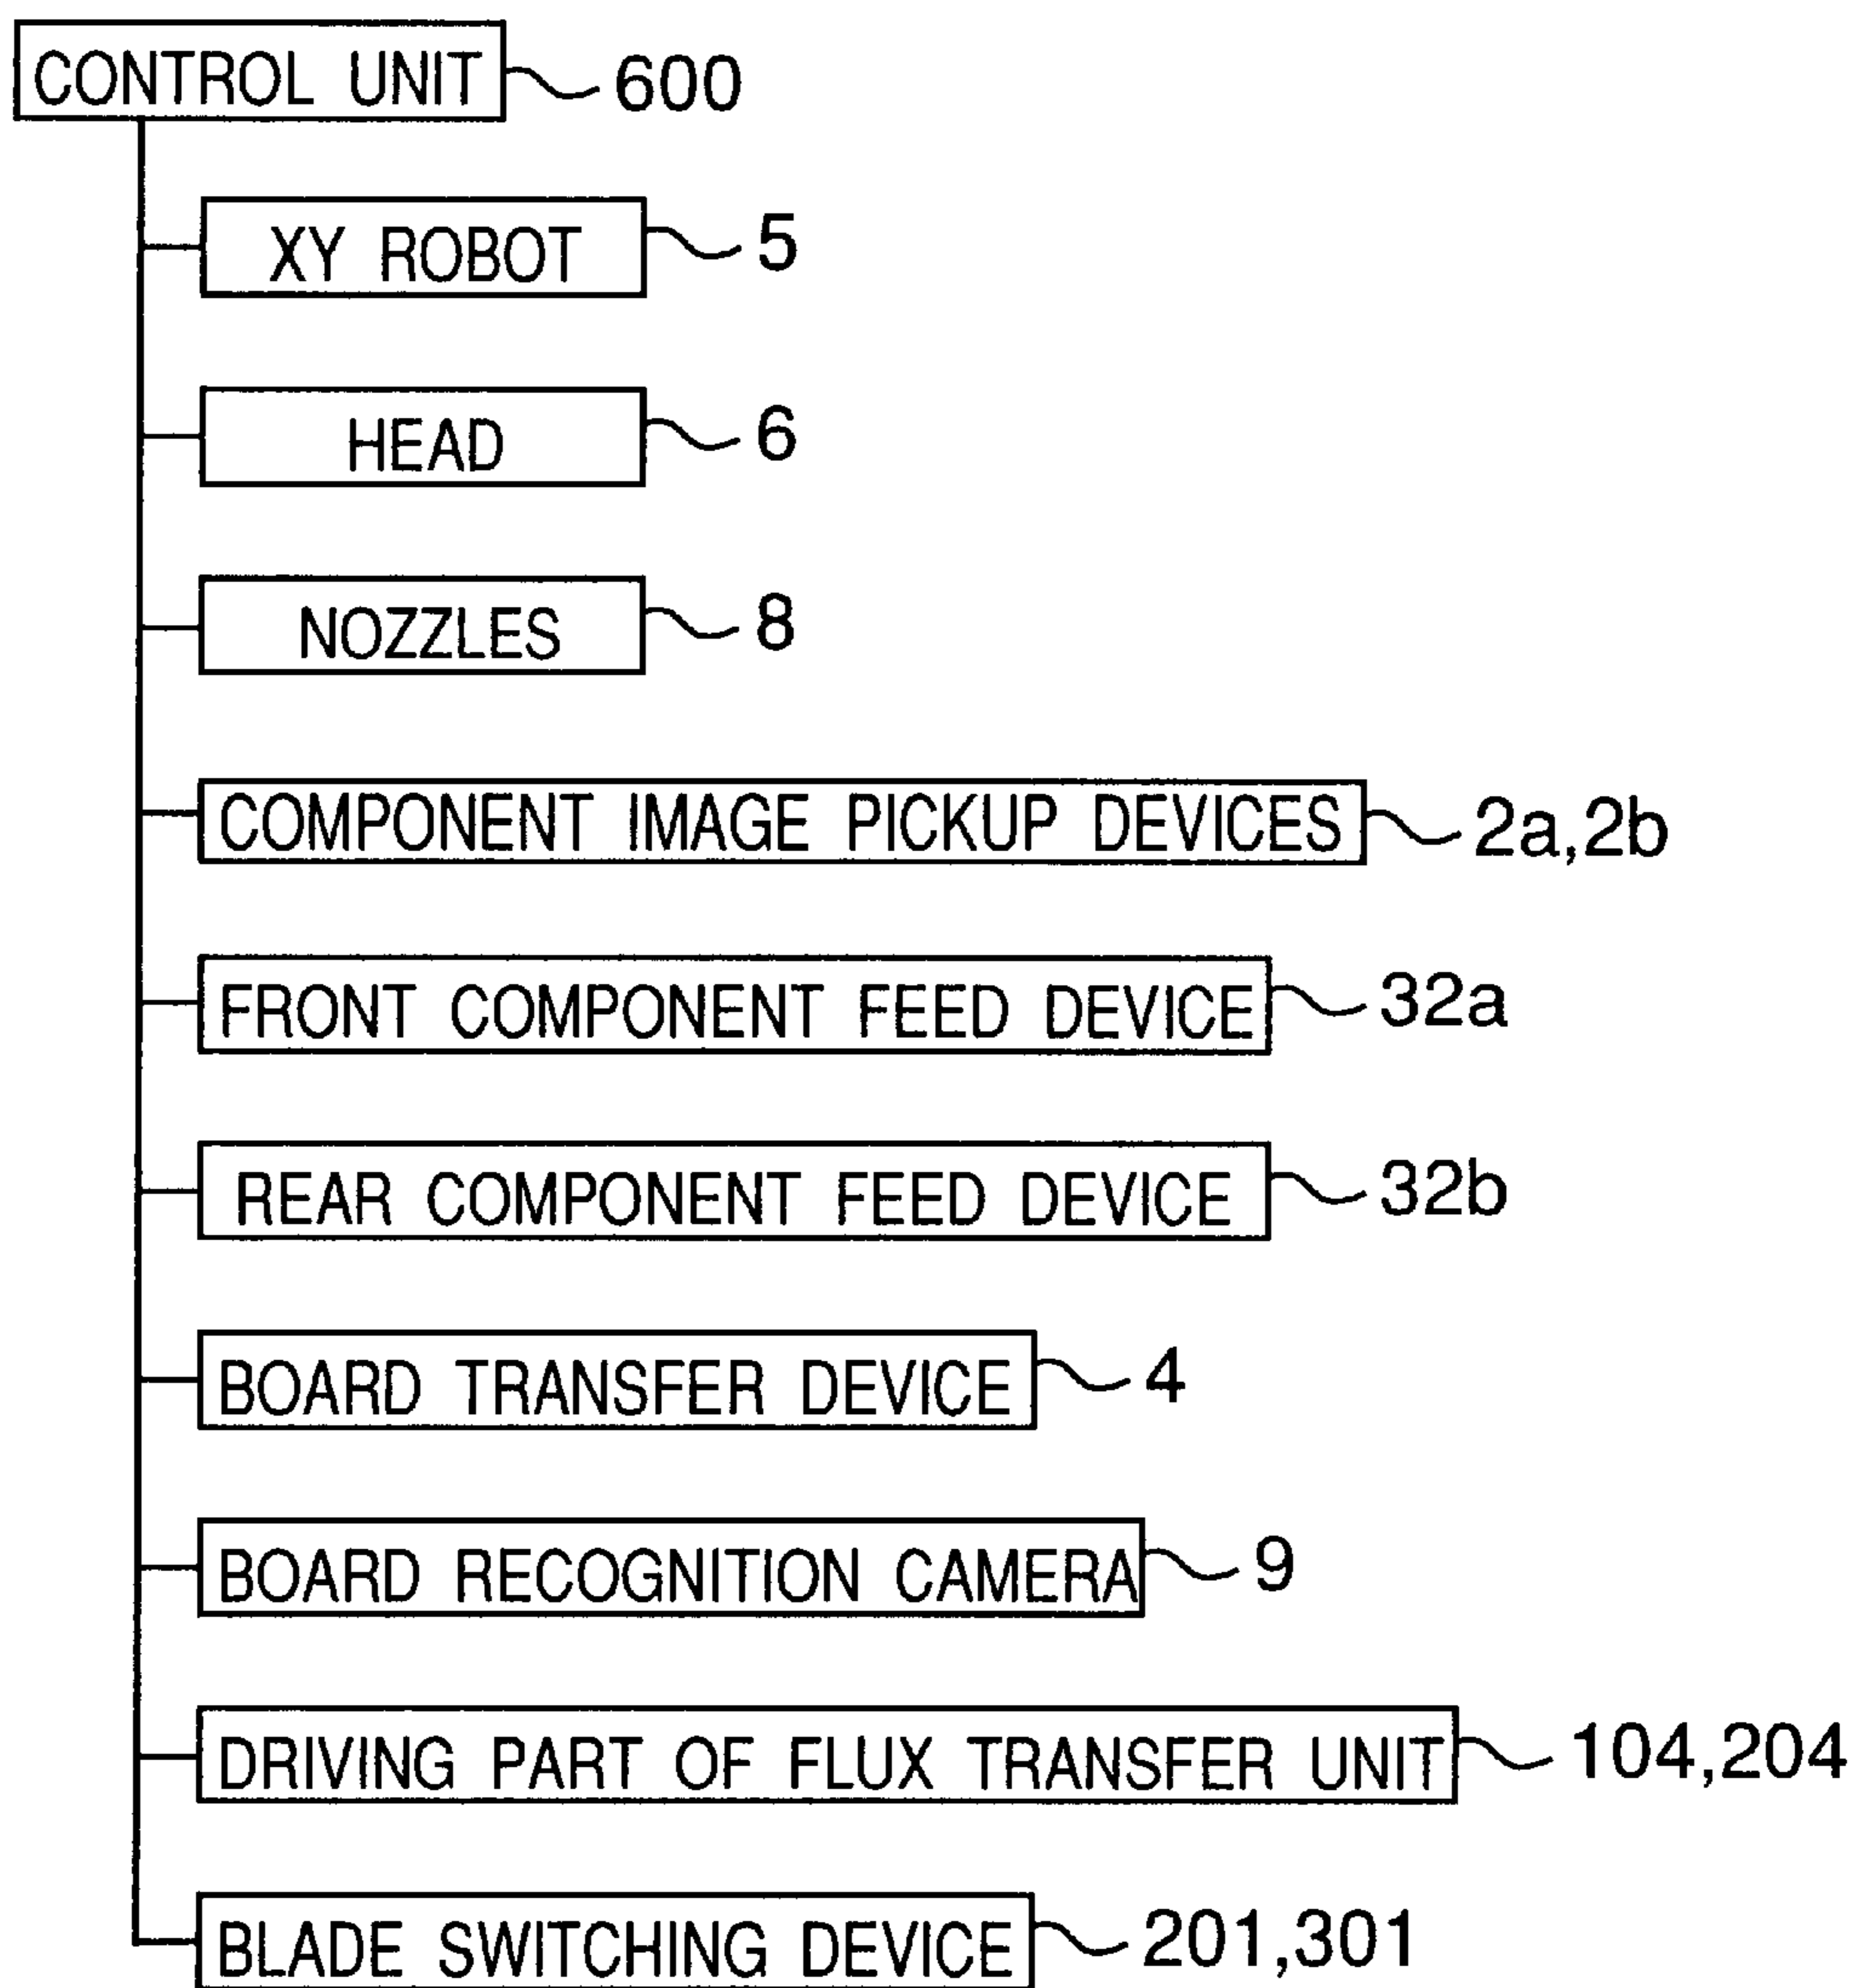 CONTROL UNIT 600
XY ROBOT 5
HEAD 6
NOZZLES 8
COMPONENT IMAGE PICKUP DEVICES 2a,2b
FRONT COMPONENT FEED DEVICE 32a
REAR COMPONENT FEED DEVICE 32b
BOARD TRANSFER DEVICE 4
BOARD RECOGNITION CAMERA 9
DRIVING PART OF FLUX TRANSFER UNIT 104,204
BLADE SWITCHING DEVICE 201,301